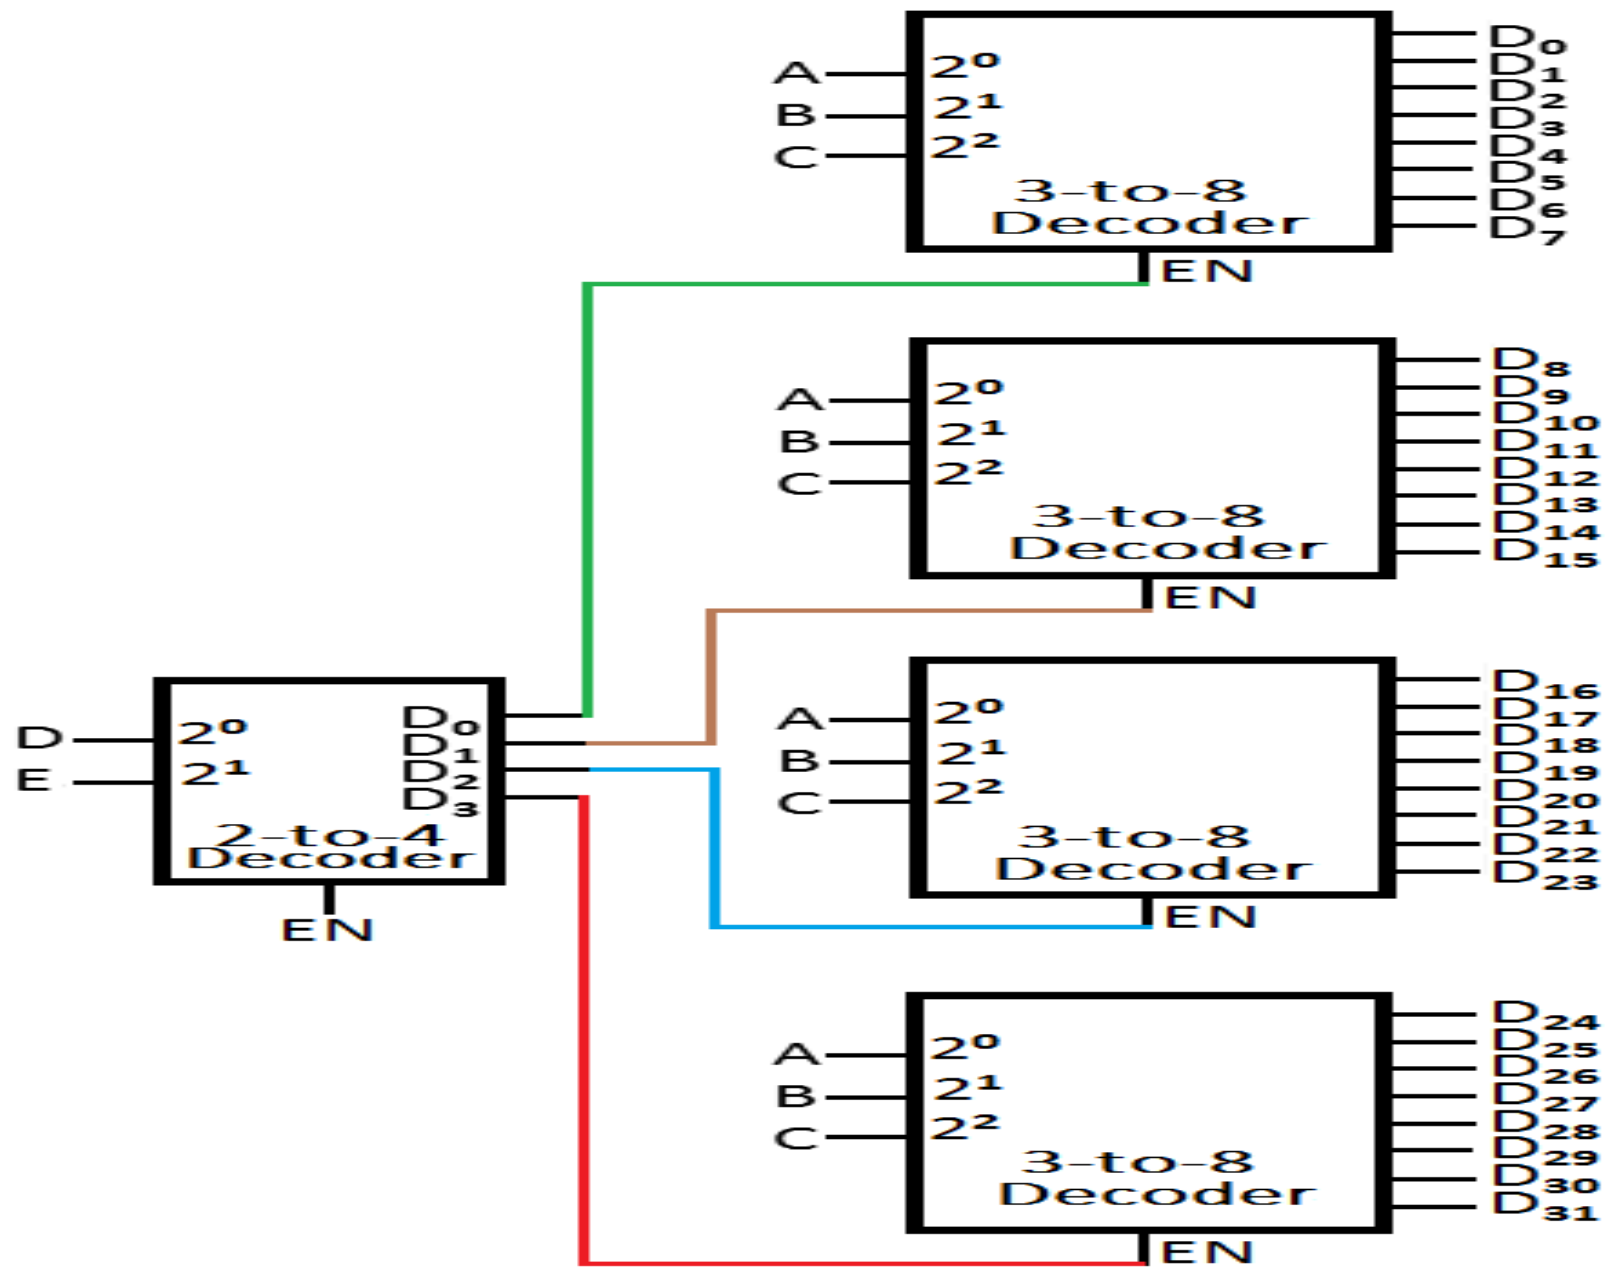 A 2⁰ D₀
B 2¹ D₁
C 2² D₂
D₃
D₄
D₅
D₆
D₇
3-to-8
Decoder
EN
A 2⁰ D₈
B 2¹ D₉
C 2² D₁₀
D₁₁
D₁₂
D₁₃
D₁₄
D₁₅
3-to-8
Decoder
EN
D 2⁰ D₀
E 2¹ D₁
D₂
D₃
2-to-4
Decoder
EN
A 2⁰ D₁₆
B 2¹ D₁₇
C 2² D₁₈
D₁₉
D₂₀
D₂₁
D₂₂
D₂₃
3-to-8
Decoder
EN
A 2⁰ D₂₄
B 2¹ D₂₅
C 2² D₂₆
D₂₇
D₂₈
D₂₉
D₃₀
D₃₁
3-to-8
Decoder
EN